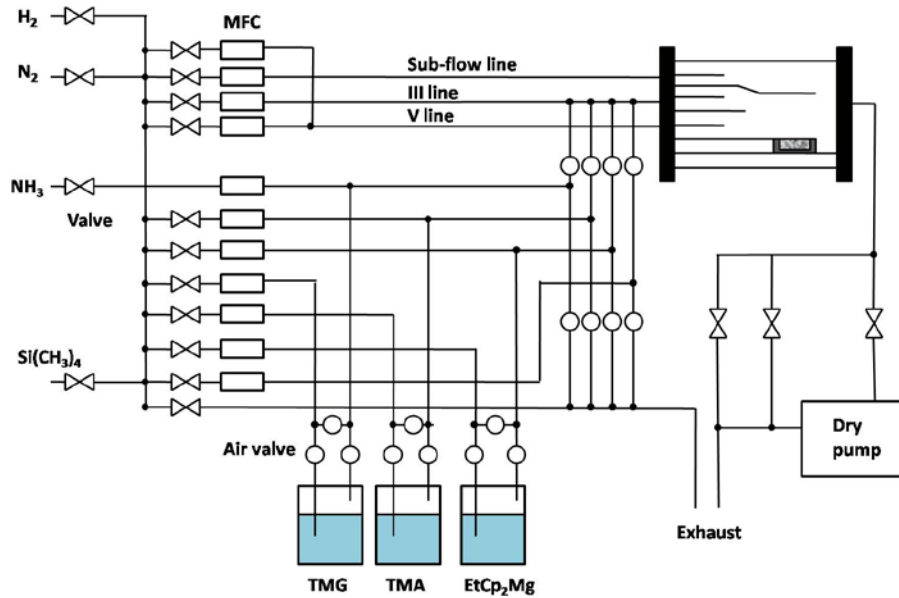 H₂
MFC
N₂
Sub-flow line
III line
V line
NH₃
Valve
Si(CH₃)₄
Air valve
Dry
pump
Exhaust
TMG
TMA
EtCp₂Mg